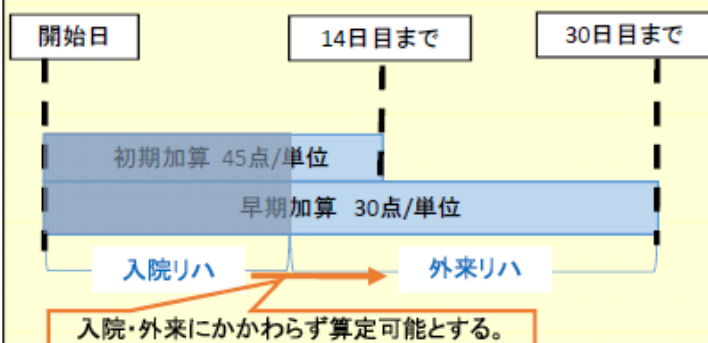 開始日
14日目まで
30日目まで
初期加算 45点/単位
早期加算 30点/単位
入院リハ
外来リハ
入院・外来にかかわらず算定可能とする。